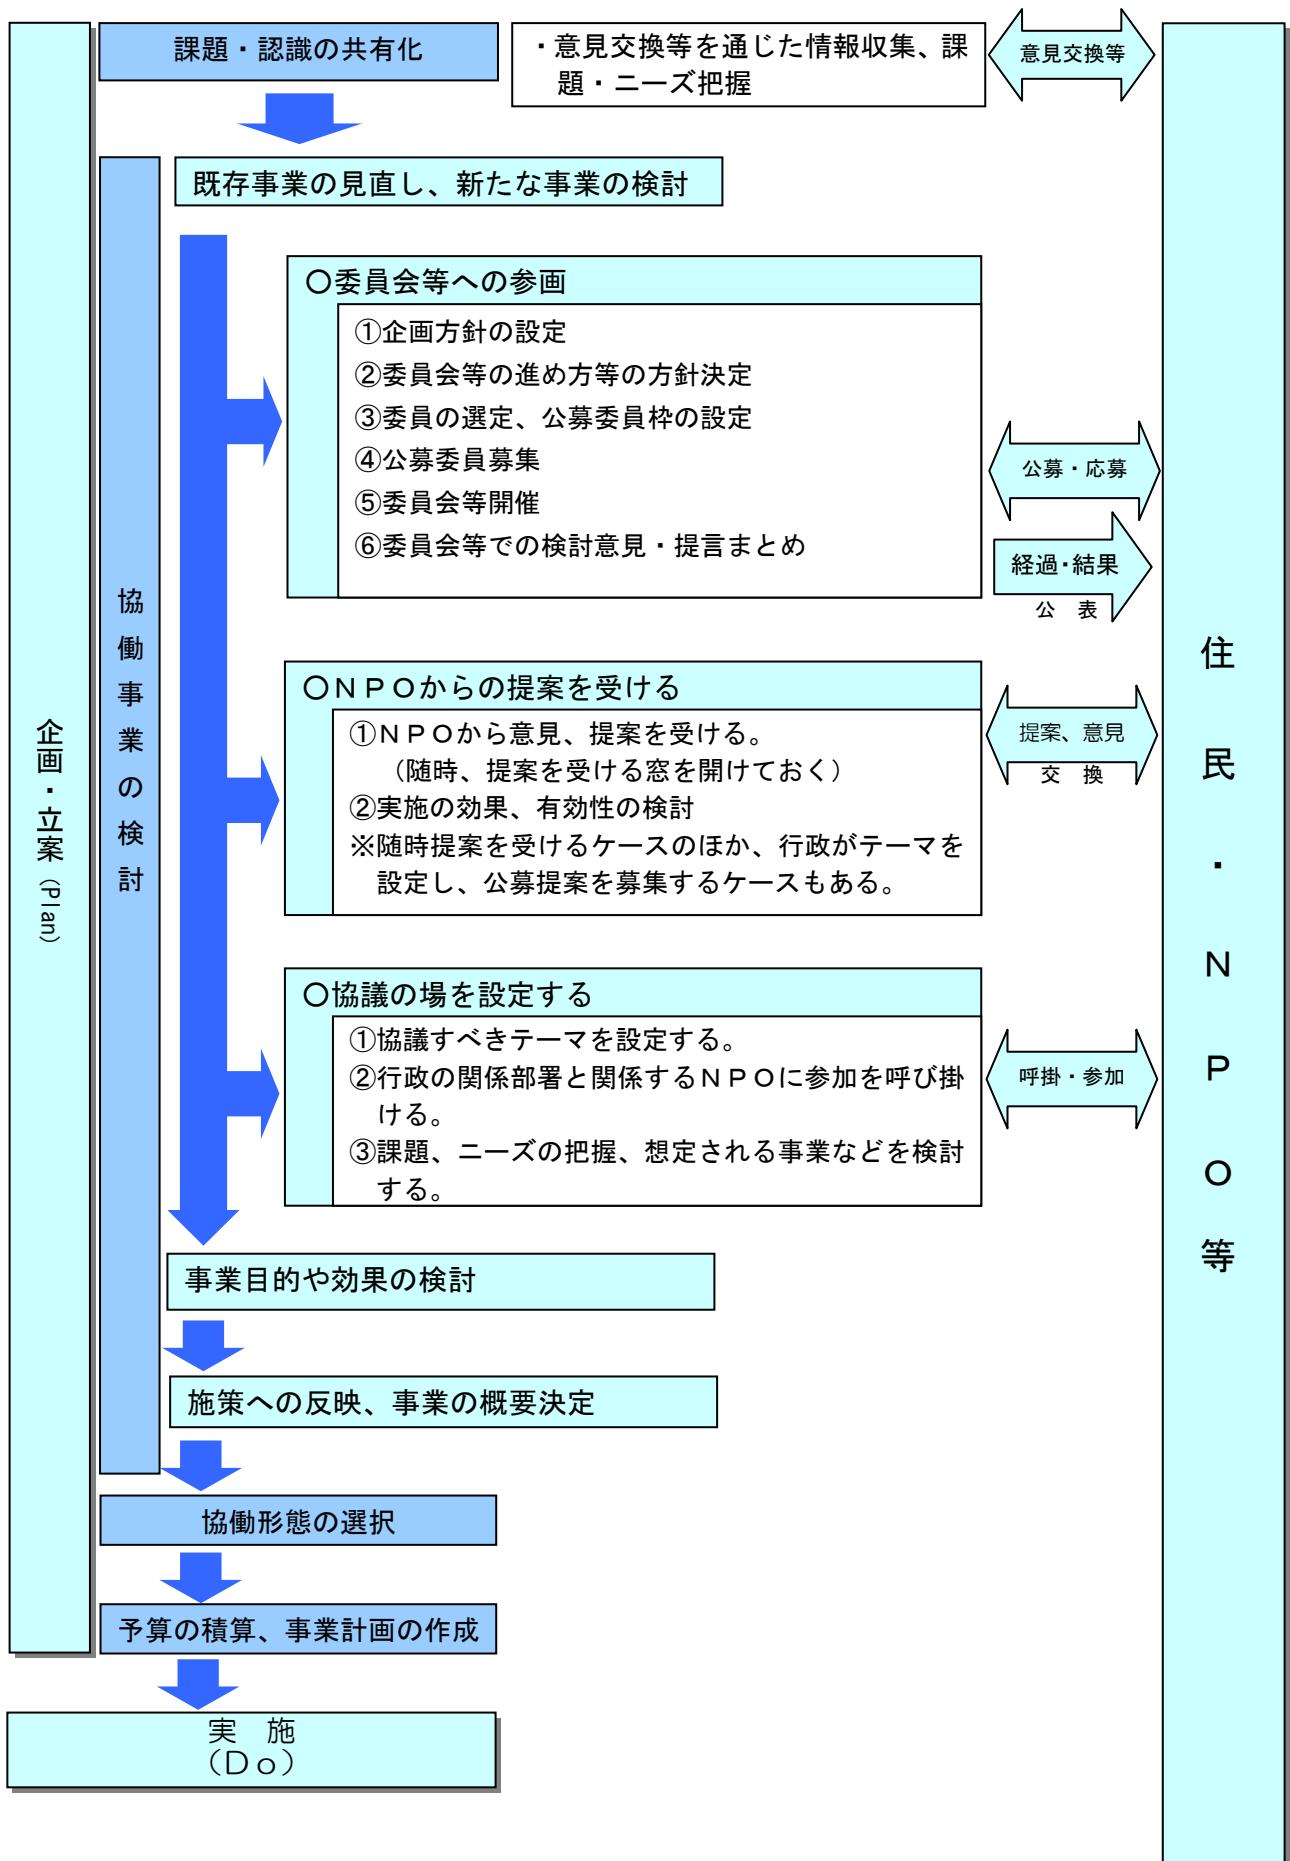 課題・認識の共有化
・意見交換等を通じた情報収集、課
題・ニーズ把握
意見交換等
既存事業の見直し、新たな事業の検討
〇委員会等への参画
①企画方針の設定
②委員会等の進め方等の方針決定
③委員の選定、公募委員枠の設定
④公募委員募集
⑤委員会等開催
⑥委員会等での検討意見・提言まとめ
公募・応募
経過・結果
公　表
〇ＮＰＯからの提案を受ける
①ＮＰＯから意見、提案を受ける。
（随時、提案を受ける窓を開けておく）
②実施の効果、有効性の検討
※随時提案を受けるケースのほか、行政がテーマを
設定し、公募提案を募集するケースもある。
提案、意見
交　換
〇協議の場を設定する
①協議すべきテーマを設定する。
②行政の関係部署と関係するＮＰＯに参加を呼び掛
ける。
③課題、ニーズの把握、想定される事業などを検討
する。
呼掛・参加
事業目的や効果の検討
施策への反映、事業の概要決定
協働形態の選択
予算の積算、事業計画の作成
実　施
（Ｄｏ）
企画・立案（Plan）
協働事業の検討
住民・ＮＰＯ等